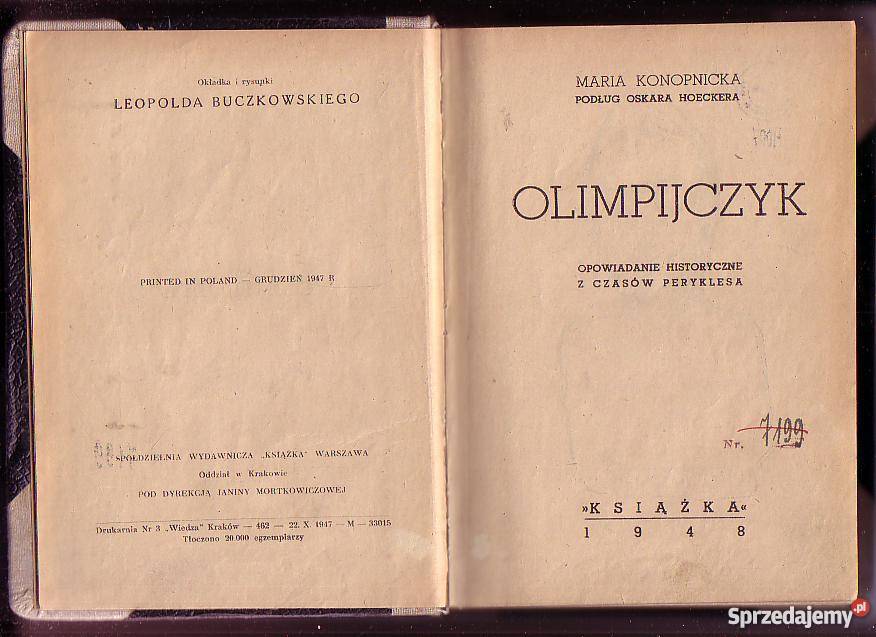 Okładka i rysunki
LEOPOLDA BUCZKOWSKIEGO
PRINTED IN POLAND — GRUDZIEŃ 1947 R
SPÓŁDZIELNIA WYDAWNICZA „KSIĄŻKA" WARSZAWA
Oddział w Krakowie
POD DYREKCJĄ JANINY MORTKOWICZOWEJ
Drukarnia Nr 3 „Wiedza" Kraków — 462 — 22. X. 1947 — M — 33015
Tłoczono 20.000 egzemplarzy
MARIA KONOPNICKA
PODŁUG OSKARA HOECKERA
OLIMPIJCZYK
OPOWIADANIE HISTORYCZNE
Z CZASÓW PERYKLESA
Nr. 7199
»KSIĄŻKA«
1948
Sprzedajemy.pl